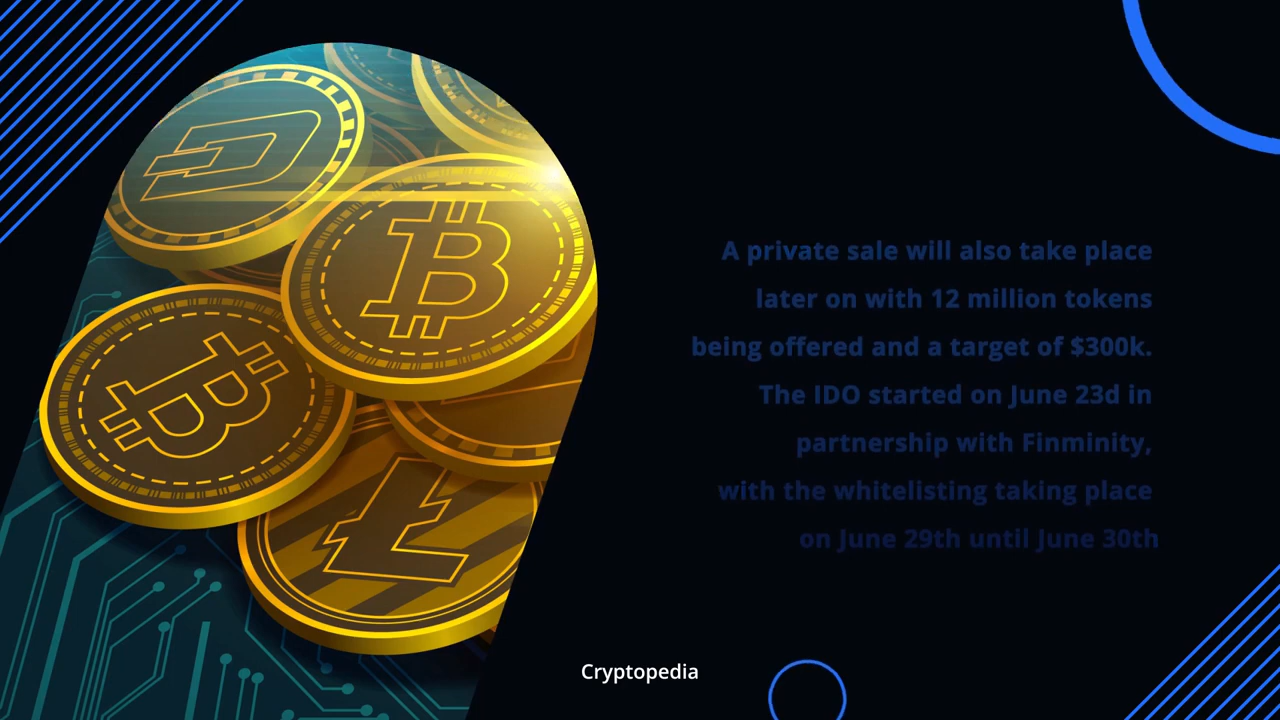 A private sale will also take place
later on with 12 million tokens
being offered and a target of $300k.
The IDO started on June 23d in
partnership with Finminity,
with the whitelisting taking place
on June 29th until June 30th
Cryptopedia